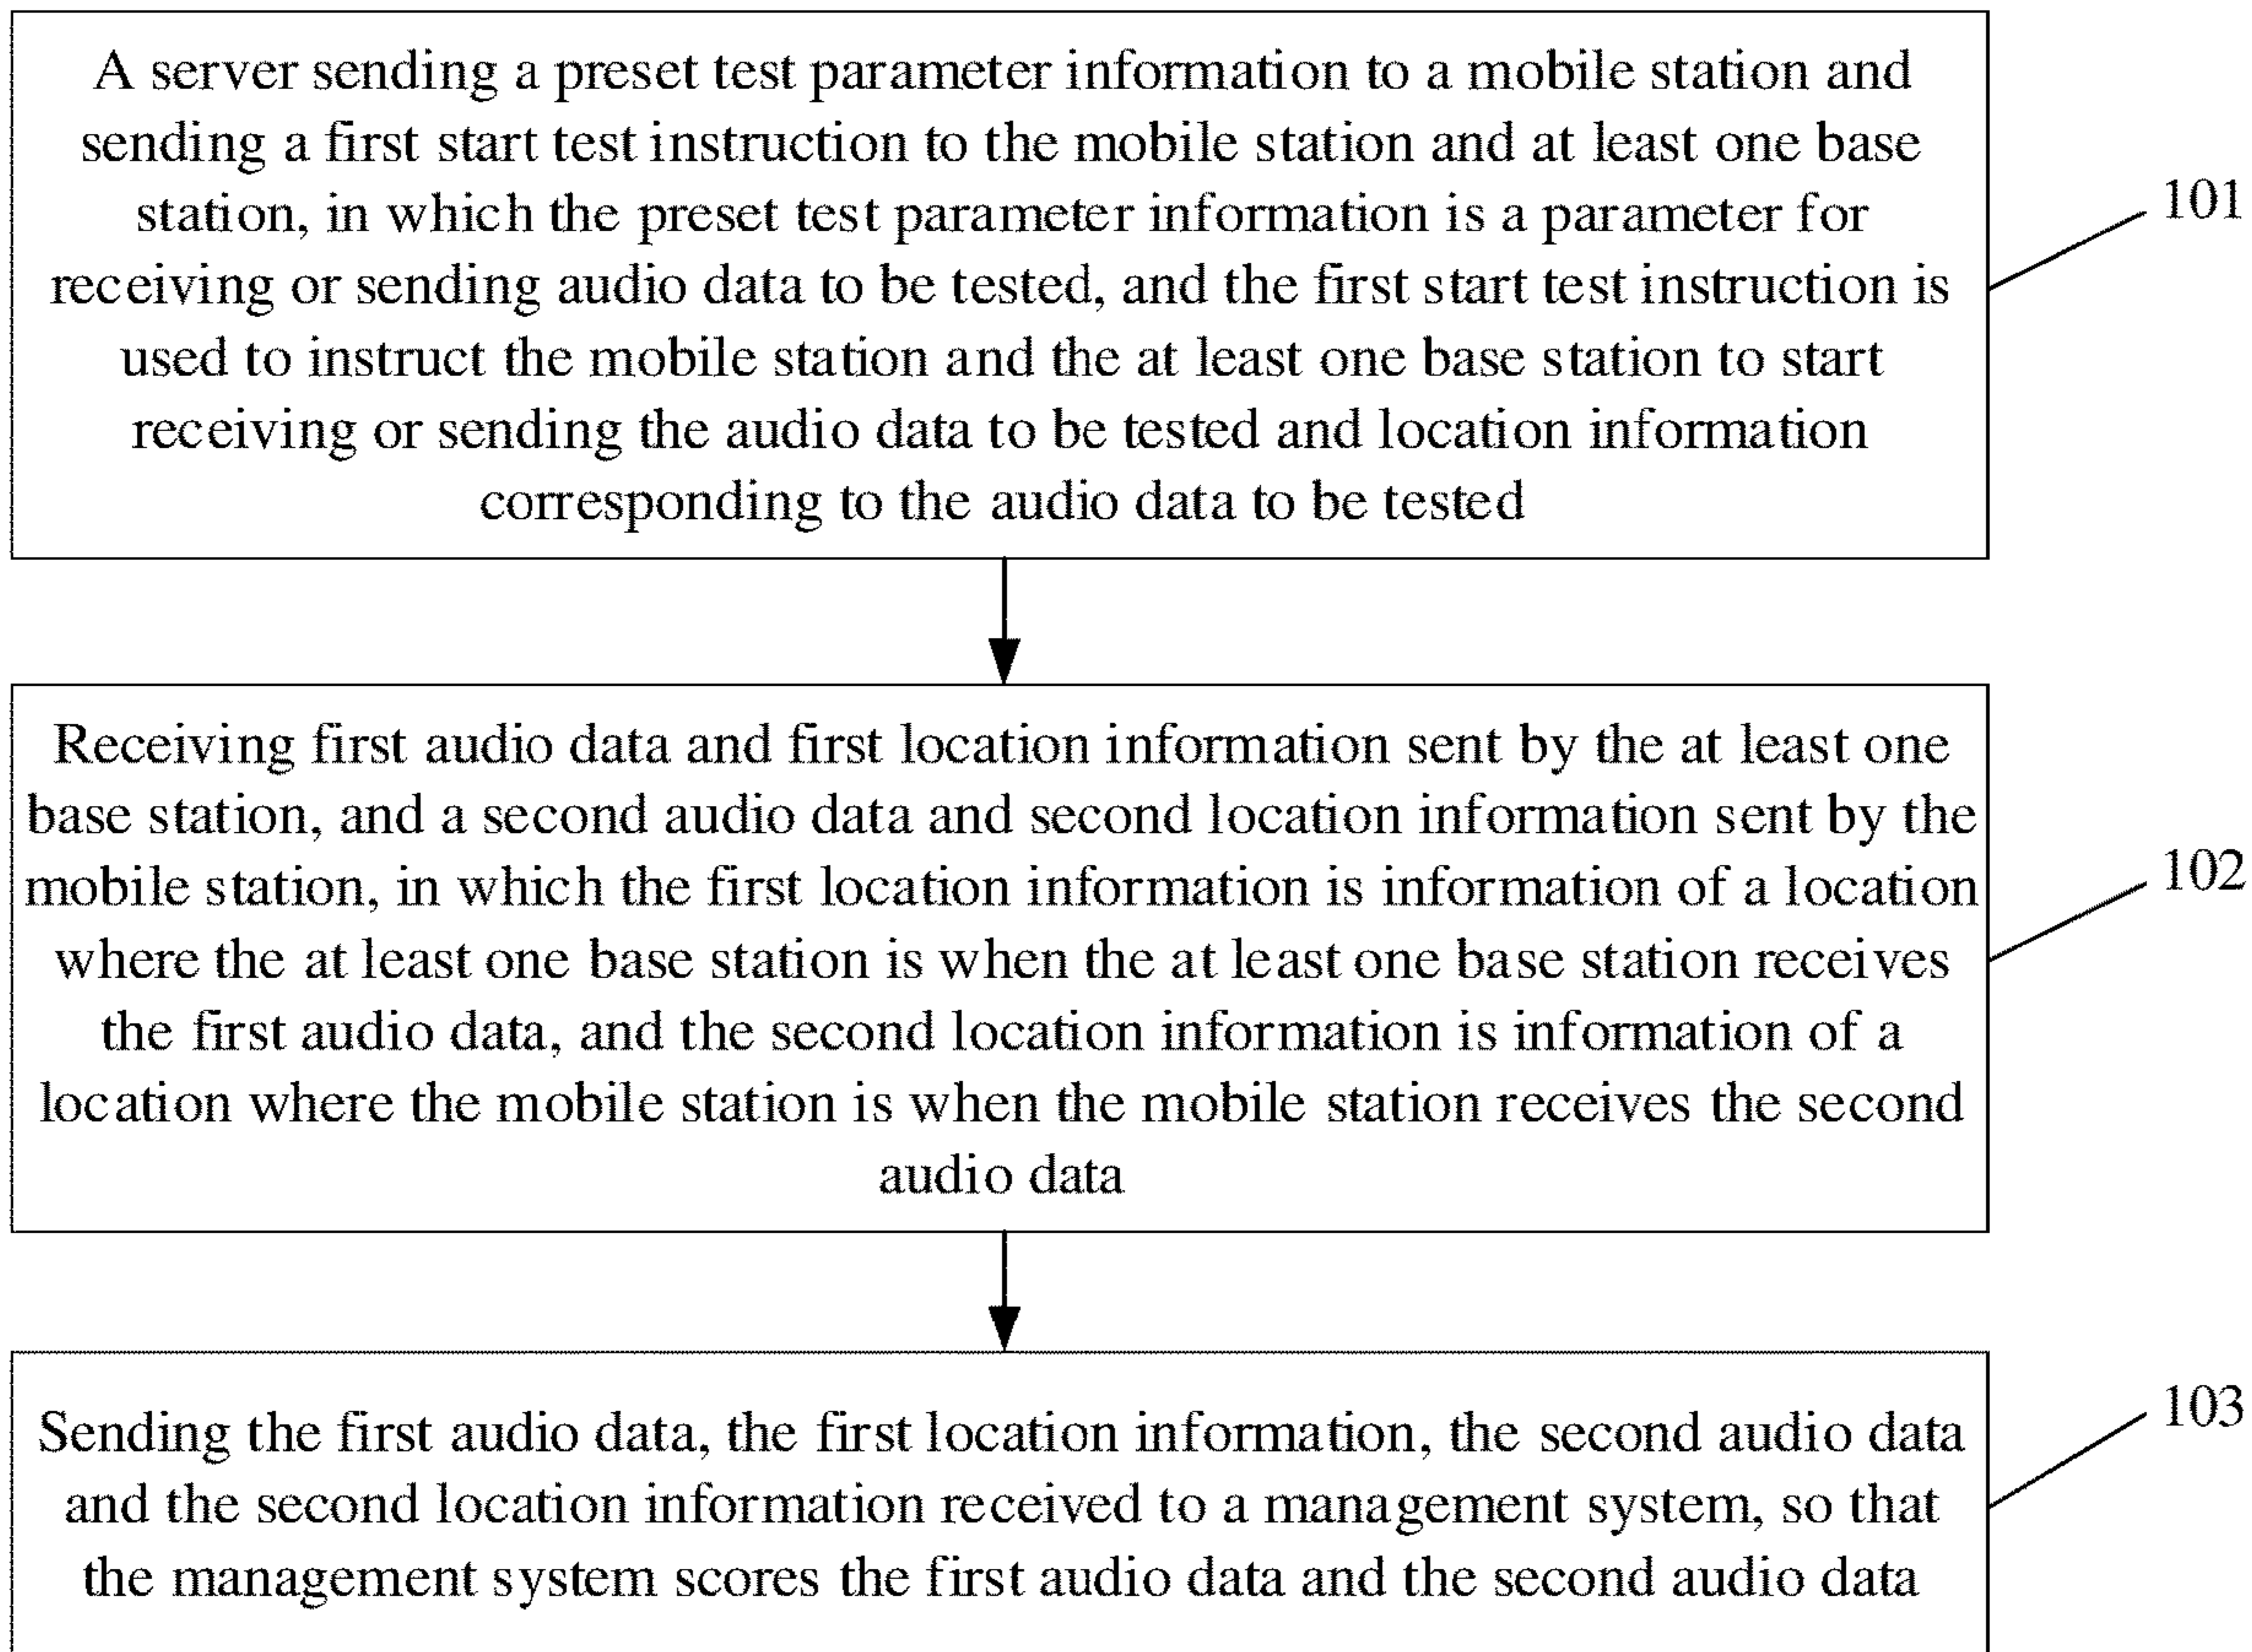 A server sending a preset test parameter information to a mobile station and
sending a first start test instruction to the mobile station and at least one base
station, in which the preset test parameter information is a parameter for
receiving or sending audio data to be tested, and the first start test instruction is
used to instruct the mobile station and the at least one base station to start
receiving or sending the audio data to be tested and location information
corresponding to the audio data to be tested
101
Receiving first audio data and first location information sent by the at least one
base station, and a second audio data and second location information sent by the
mobile station, in which the first location information is information of a location
where the at least one base station is when the at least one base station receives
the first audio data, and the second location information is information of a
location where the mobile station is when the mobile station receives the second
audio data
102
Sending the first audio data, the first location information, the second audio data
and the second location information received to a management system, so that
the management system scores the first audio data and the second audio data
103